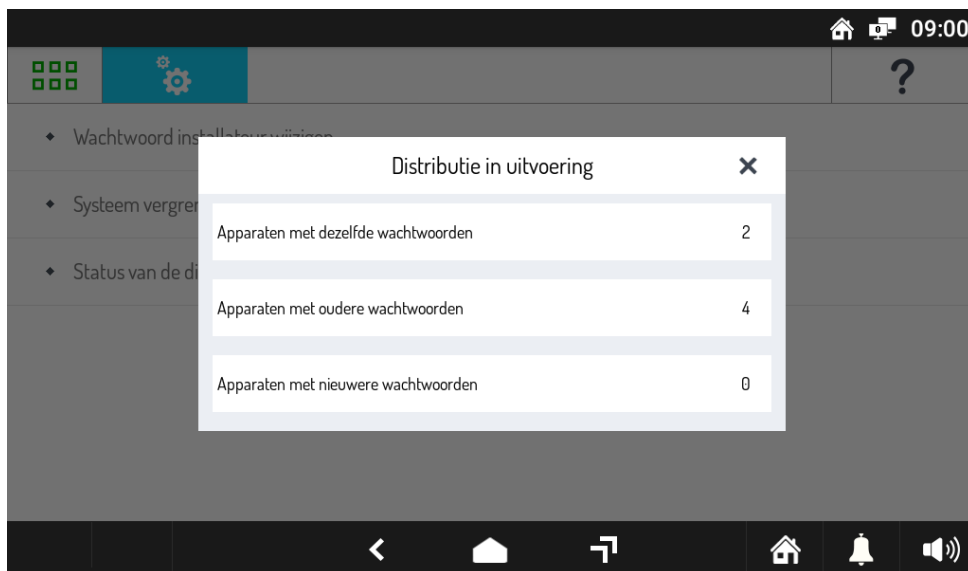 09:00
?
Wachtwoord installateur wijzigen
Distributie in uitvoering
Systeem vergre
Apparaten met dezelfde wachtwoorden 2
Status van de di
Apparaten met oudere wachtwoorden 4
Apparaten met nieuwere wachtwoorden 0